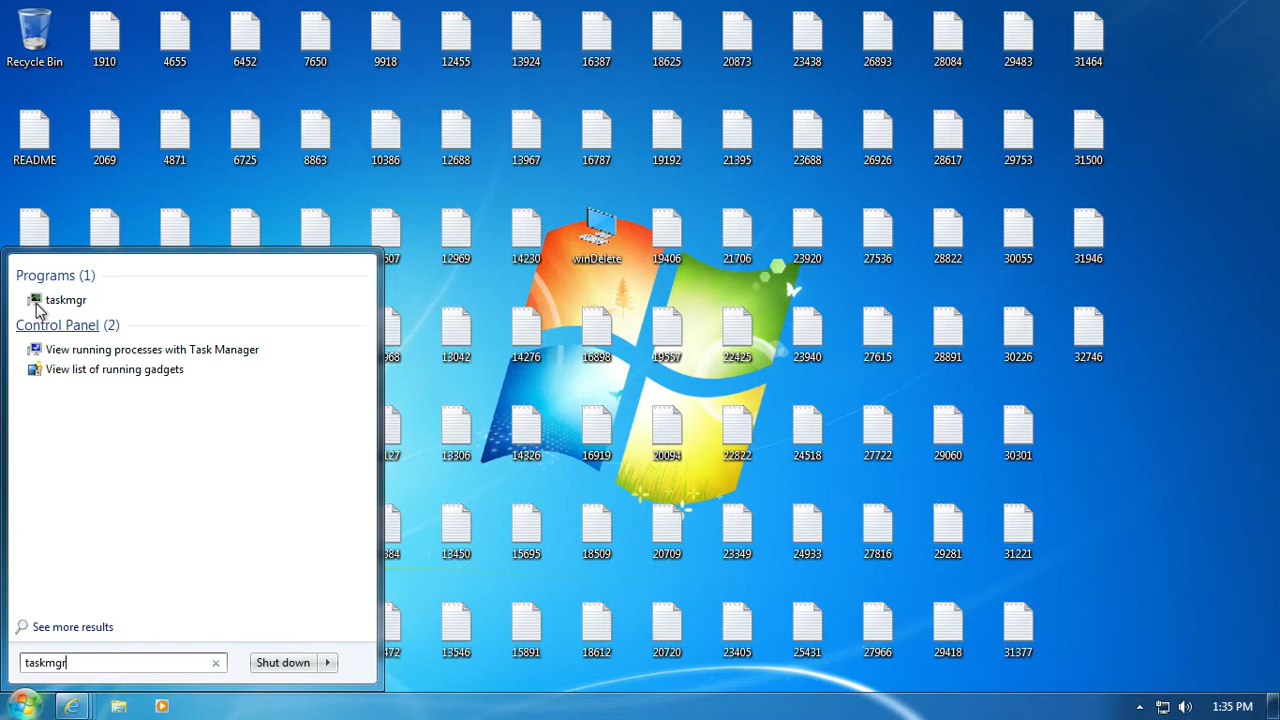 Recycle Bin 1910 4655 6452 7650 9918 12455 13924 16387 18625 20873 23438 26893 28084 29483 31464
README 2069 4871 6725 8863 10386 12688 13967 16787 19192 21395 23688 26926 28617 29753 31500
507 12969 14230 winDelete 19406 21706 23920 27536 28822 30055 31946
Programs (1)
taskmgr
Control Panel (2)
View running processes with Task Manager
View list of running gadgets
968 13042 14276 16898 19557 22425 23940 27615 28891 30226 32746
127 13306 14326 16919 20094 22822 24518 27722 29060 30301
384 13450 15695 18509 20709 23349 24933 27816 29281 31221
472 13546 15891 18612 20720 23405 25431 27966 29418 31377
See more results
taskmgr Shut down
1:35 PM